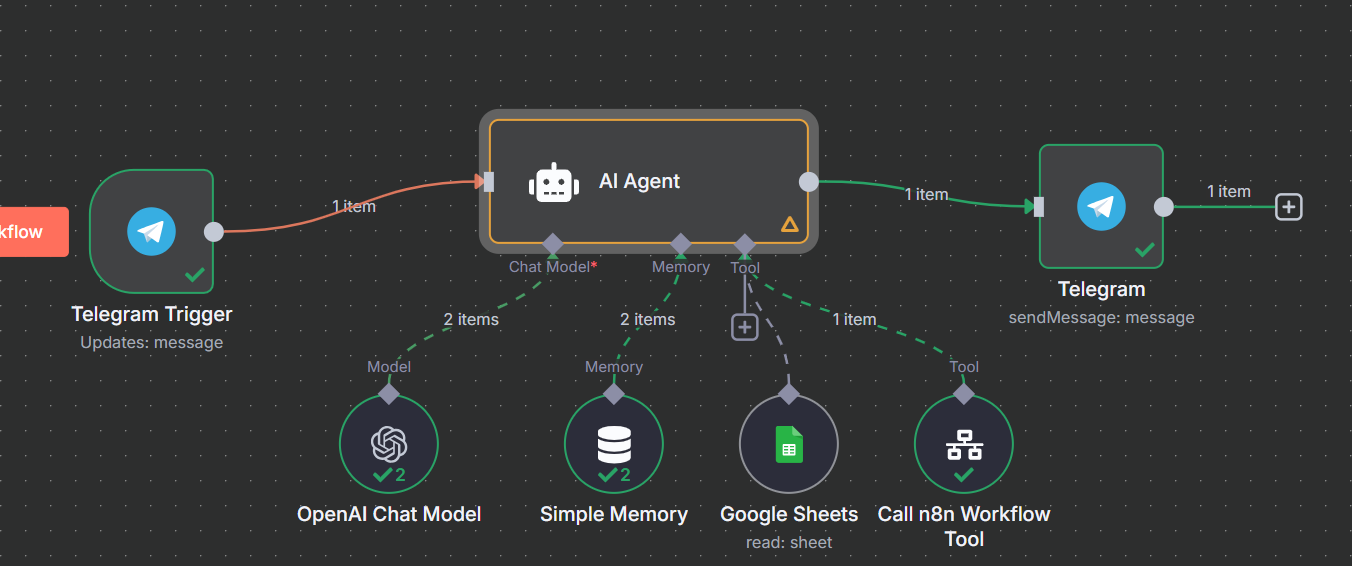 kflow
Telegram Trigger
Updates: message
1 item
AI Agent
Chat Model*
Memory
Tool
1 item
Telegram
sendMessage: message
1 item
2 items
2 items
1 item
Model
Memory
Tool
2
2
OpenAI Chat Model
Simple Memory
Google Sheets
read: sheet
Call n8n Workflow
Tool